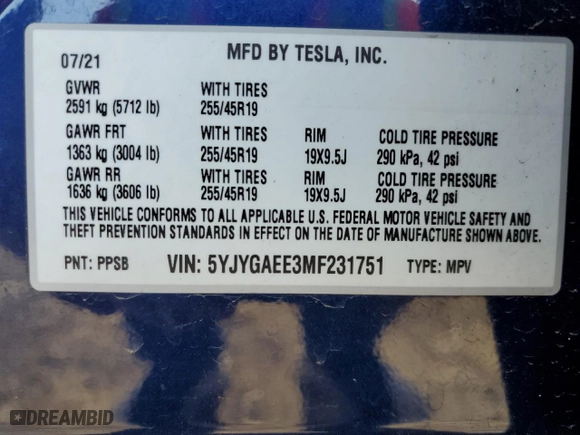 07/21 MFD BY TESLA, INC.
GVWR WITH TIRES
2591 kg (5712 lb) 255/45R19
GAWR FRT WITH TIRES RIM COLD TIRE PRESSURE
1363 kg (3004 lb) 255/45R19 19X9.5J 290 kPa, 42 psi
GAWR RR WITH TIRES RIM COLD TIRE PRESSURE
1636 kg (3606 lb) 255/45R19 19X9.5J 290 kPa, 42 psi
THIS VEHICLE CONFORMS TO ALL APPLICABLE U.S. FEDERAL MOTOR VEHICLE SAFETY AND
THEFT PREVENTION STANDARDS IN EFFECT ON THE DATE OF MANUFACTURE SHOWN ABOVE.
PNT: PPSB VIN: 5YJYGAEE3MF231751 TYPE: MPV
DREAMBID